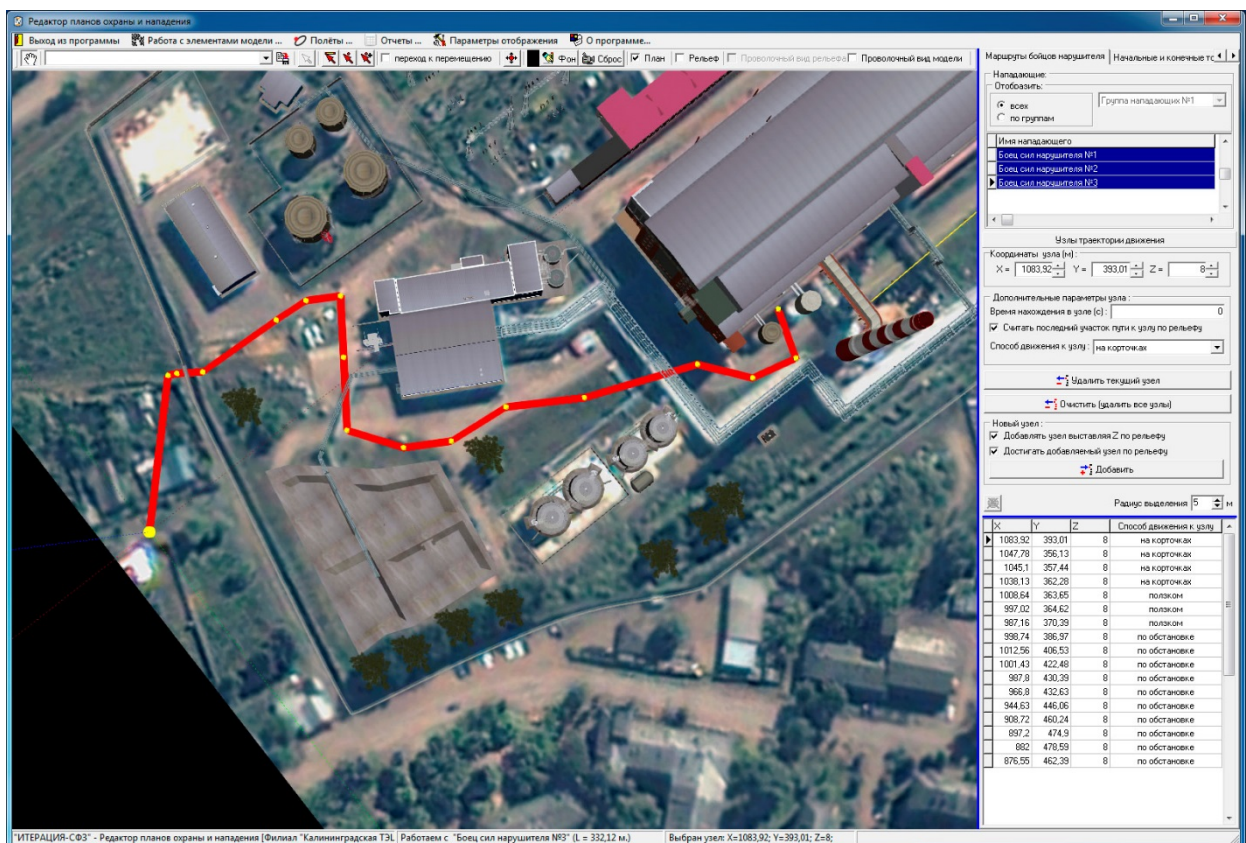 Редактор планов охраны и нападения
Выход из программы Работа с элементами модели ... Полёты ... Отчеты ... Параметры отображения О программе...
переход к перемещению Фон Сброс План Рельеф Проволочный вид рельефа Проволочный вид модели
Маршруты бойцов нарушителя Начальные и конечные тс
Нападающие:
Отобразить:
всех
по группам
Группа нападающих №1
Имя нападающего
Боец сил нарушителя №1
Боец сил нарушителя №2
Боец сил нарушителя №3
Узлы траектории движения
Координаты узла (м) :
X = 1083,92 Y = 393,01 Z = 8
Дополнительные параметры узла :
Время нахождения в узле (с) : 0
Считать последний участок пути к узлу по рельефу
Способ движения к узлу : на корточках
Удалить текущий узел
Очистить (удалить все узлы)
Новый узел :
Добавлять узел выставляя Z по рельефу
Достигать добавляемый узел по рельефу
Добавить
Радиус выделения 5 м
X Y Z Способ движения к узлу
1083,92 393,01 8 на корточках
1047,78 356,13 8 на корточках
1045,1 357,44 8 на корточках
1038,13 362,28 8 на корточках
1008,64 363,65 8 ползком
997,02 364,62 8 ползком
987,16 370,39 8 ползком
998,74 386,97 8 по обстановке
1012,56 406,53 8 по обстановке
1001,43 422,48 8 по обстановке
987,8 430,39 8 по обстановке
966,8 432,63 8 по обстановке
944,63 446,06 8 по обстановке
908,72 460,24 8 по обстановке
897,2 474,9 8 по обстановке
882 478,59 8 по обстановке
876,55 462,39 8 по обстановке
"ИТЕРАЦИЯ-СФЗ" - Редактор планов охраны и нападения [Филиал "Калининградская ТЭЦ Работаем с "Боец сил нарушителя №3" (L = 332,12 м.) Выбран узел: X=1083,92; Y=393,01; Z=8;